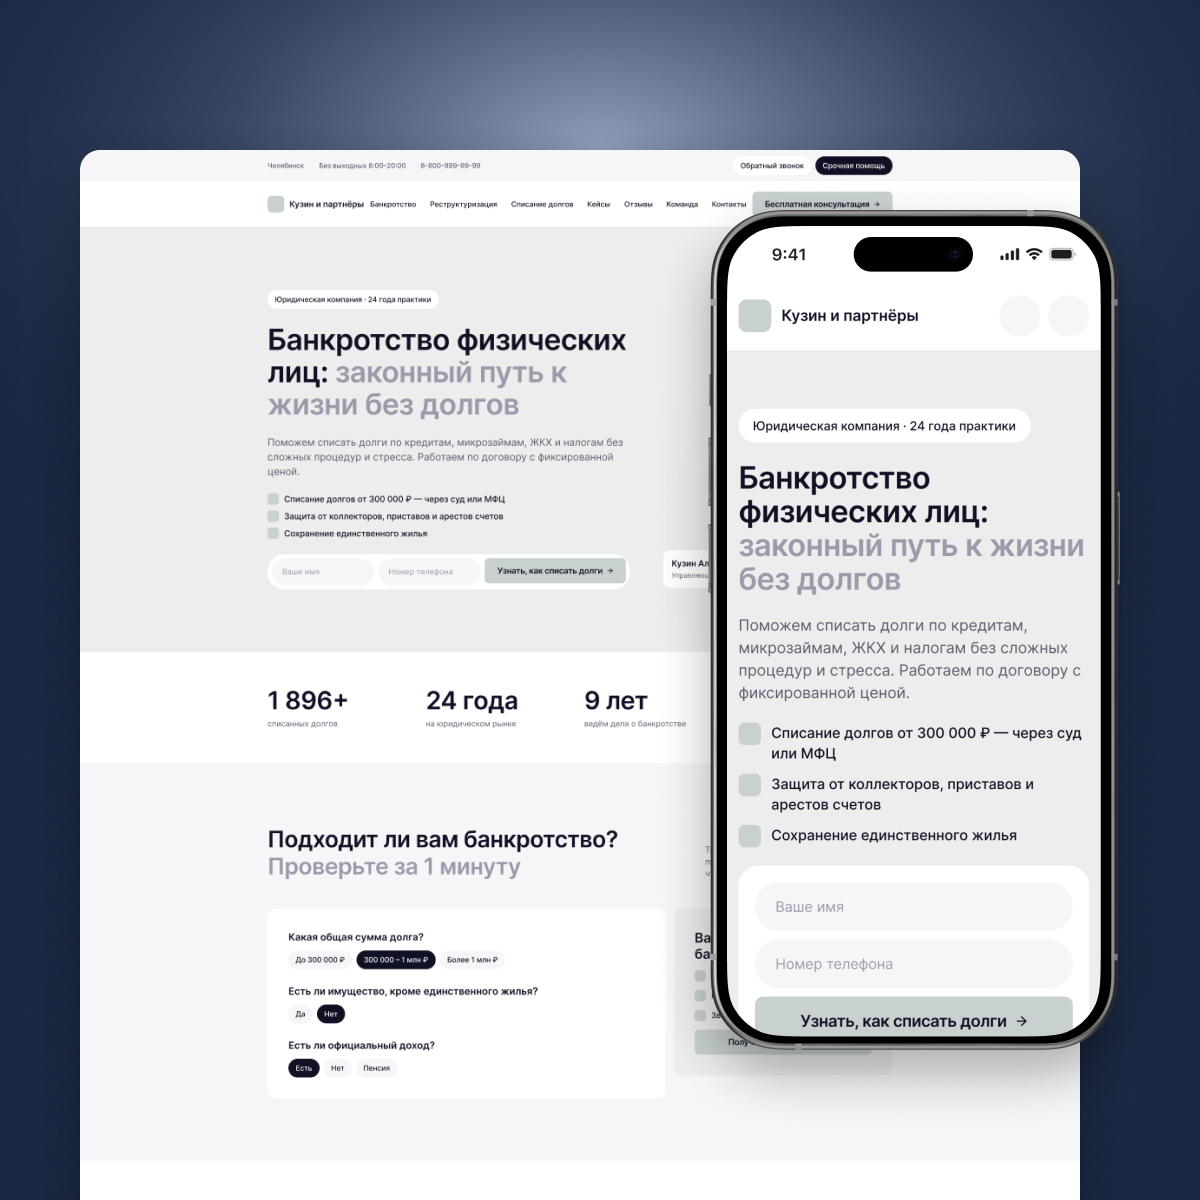 Челябинск Без выходных 8:00-20:00 8-800-999-99-99 Обратный звонок Срочная помощь
Кузин и партнёры Банкротство Реструктуризация Списание долгов Кейсы Отзывы Команда Контакты Бесплатная консультация →
Юридическая компания · 24 года практики
Банкротство физических
лиц: законный путь к
жизни без долгов
Поможем списать долги по кредитам, микрозаймам, ЖКХ и налогам без
сложных процедур и стресса. Работаем по договору с фиксированной
ценой.
Списание долгов от 300 000 ₽ — через суд или МФЦ
Защита от коллекторов, приставов и арестов счетов
Сохранение единственного жилья
Ваше имя Номер телефона Узнать, как списать долги →
Кузин
1 896+ 24 года 9 лет
списанных долгов на юридическом рынке ведём дела о банкротстве
Подходит ли вам банкротство?
Проверьте за 1 минуту
Какая общая сумма долга?
До 300 000 ₽ 300 000 – 1 млн ₽ Более 1 млн ₽
Есть ли имущество, кроме единственного жилья?
Да Нет
Есть ли официальный доход?
Есть Нет Пенсия
9:41
Кузин и партнёры
Юридическая компания · 24 года практики
Банкротство
физических лиц:
законный путь к жизни
без долгов
Поможем списать долги по кредитам,
микрозаймам, ЖКХ и налогам без сложных
процедур и стресса. Работаем по договору с
фиксированной ценой.
Списание долгов от 300 000 ₽ — через суд
или МФЦ
Защита от коллекторов, приставов и
арестов счетов
Сохранение единственного жилья
Ваше имя
Номер телефона
Узнать, как списать долги →